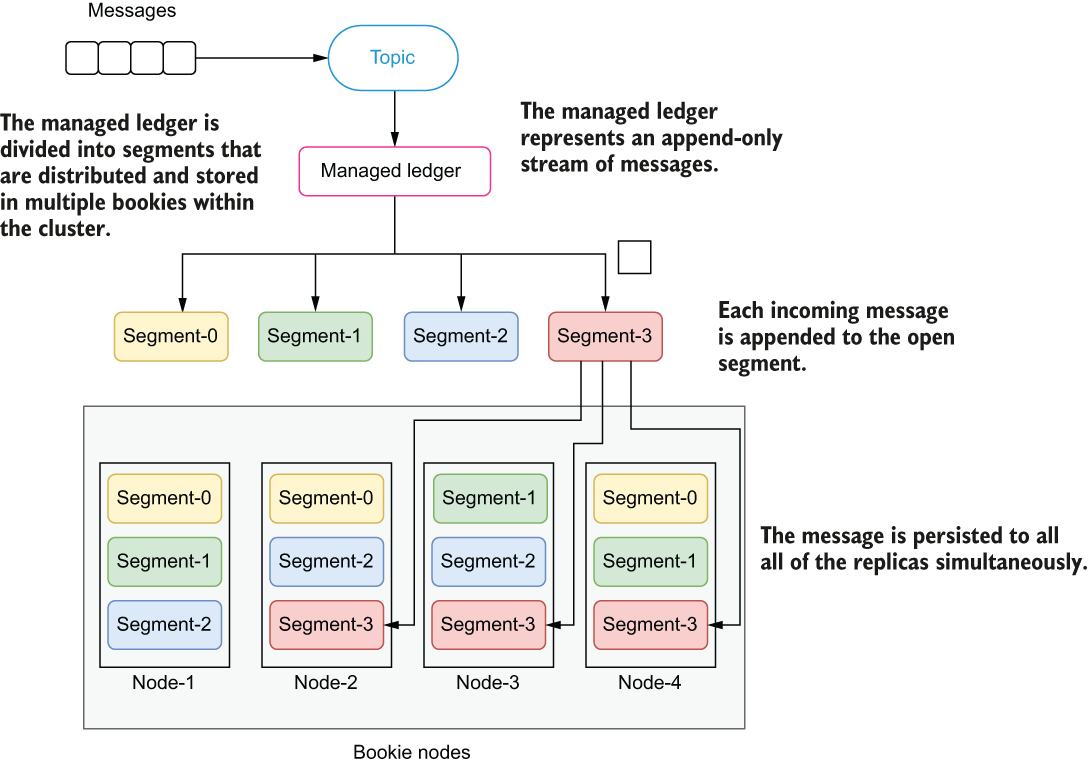 Messages
Topic
The managed ledger is
divided into segments that
are distributed and stored
in multiple bookies within
the cluster.
The managed ledger
represents an append-only
stream of messages.
Managed ledger
Segment-0
Segment-1
Segment-2
Segment-3
Each incoming message
is appended to the open
segment.
Segment-0
Segment-1
Segment-2
Node-1
Segment-0
Segment-2
Segment-3
Node-2
Segment-1
Segment-2
Segment-3
Node-3
Segment-0
Segment-1
Segment-3
Node-4
The message is persisted to all
all of the replicas simultaneously.
Bookie nodes